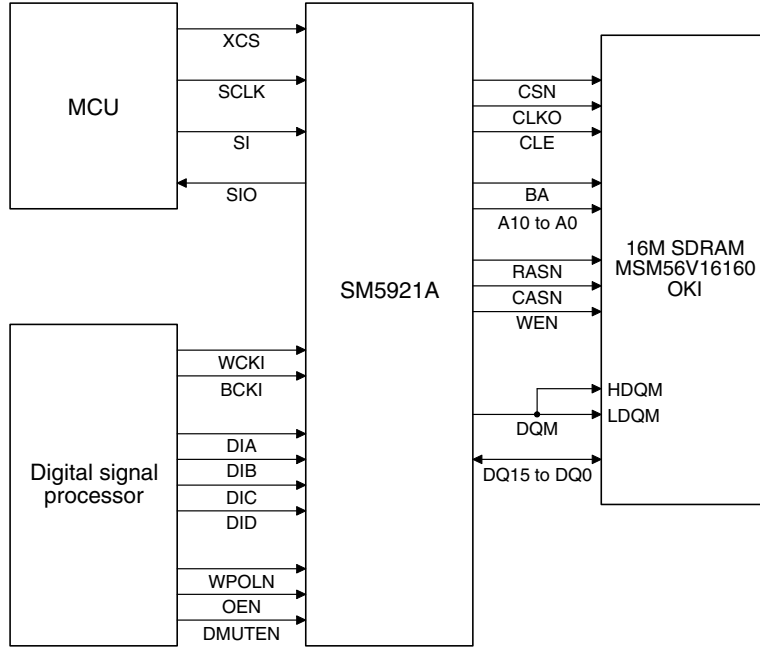 MCU
XCS
SCLK
SI
SIO
SM5921A
CSN
CLKO
CLE
BA
A10 to A0
RASN
CASN
WEN
DQM
DQ15 to DQ0
16M SDRAM
MSM56V16160
OKI
HDQM
LDQM
Digital signal
processor
WCKI
BCKI
DIA
DIB
DIC
DID
WPOLN
OEN
DMUTEN